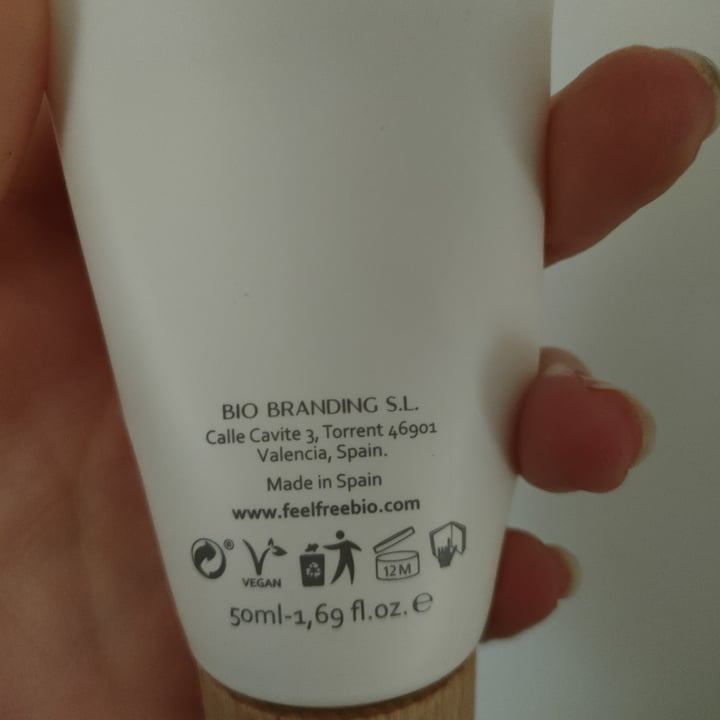 BIO BRANDING S.L.
Calle Cavite 3, Torrent 46901
Valencia, Spain.
Made in Spain
www.feelfreebio.com
® VEGAN 12 M
50ml-1,69 fl.oz. ℮